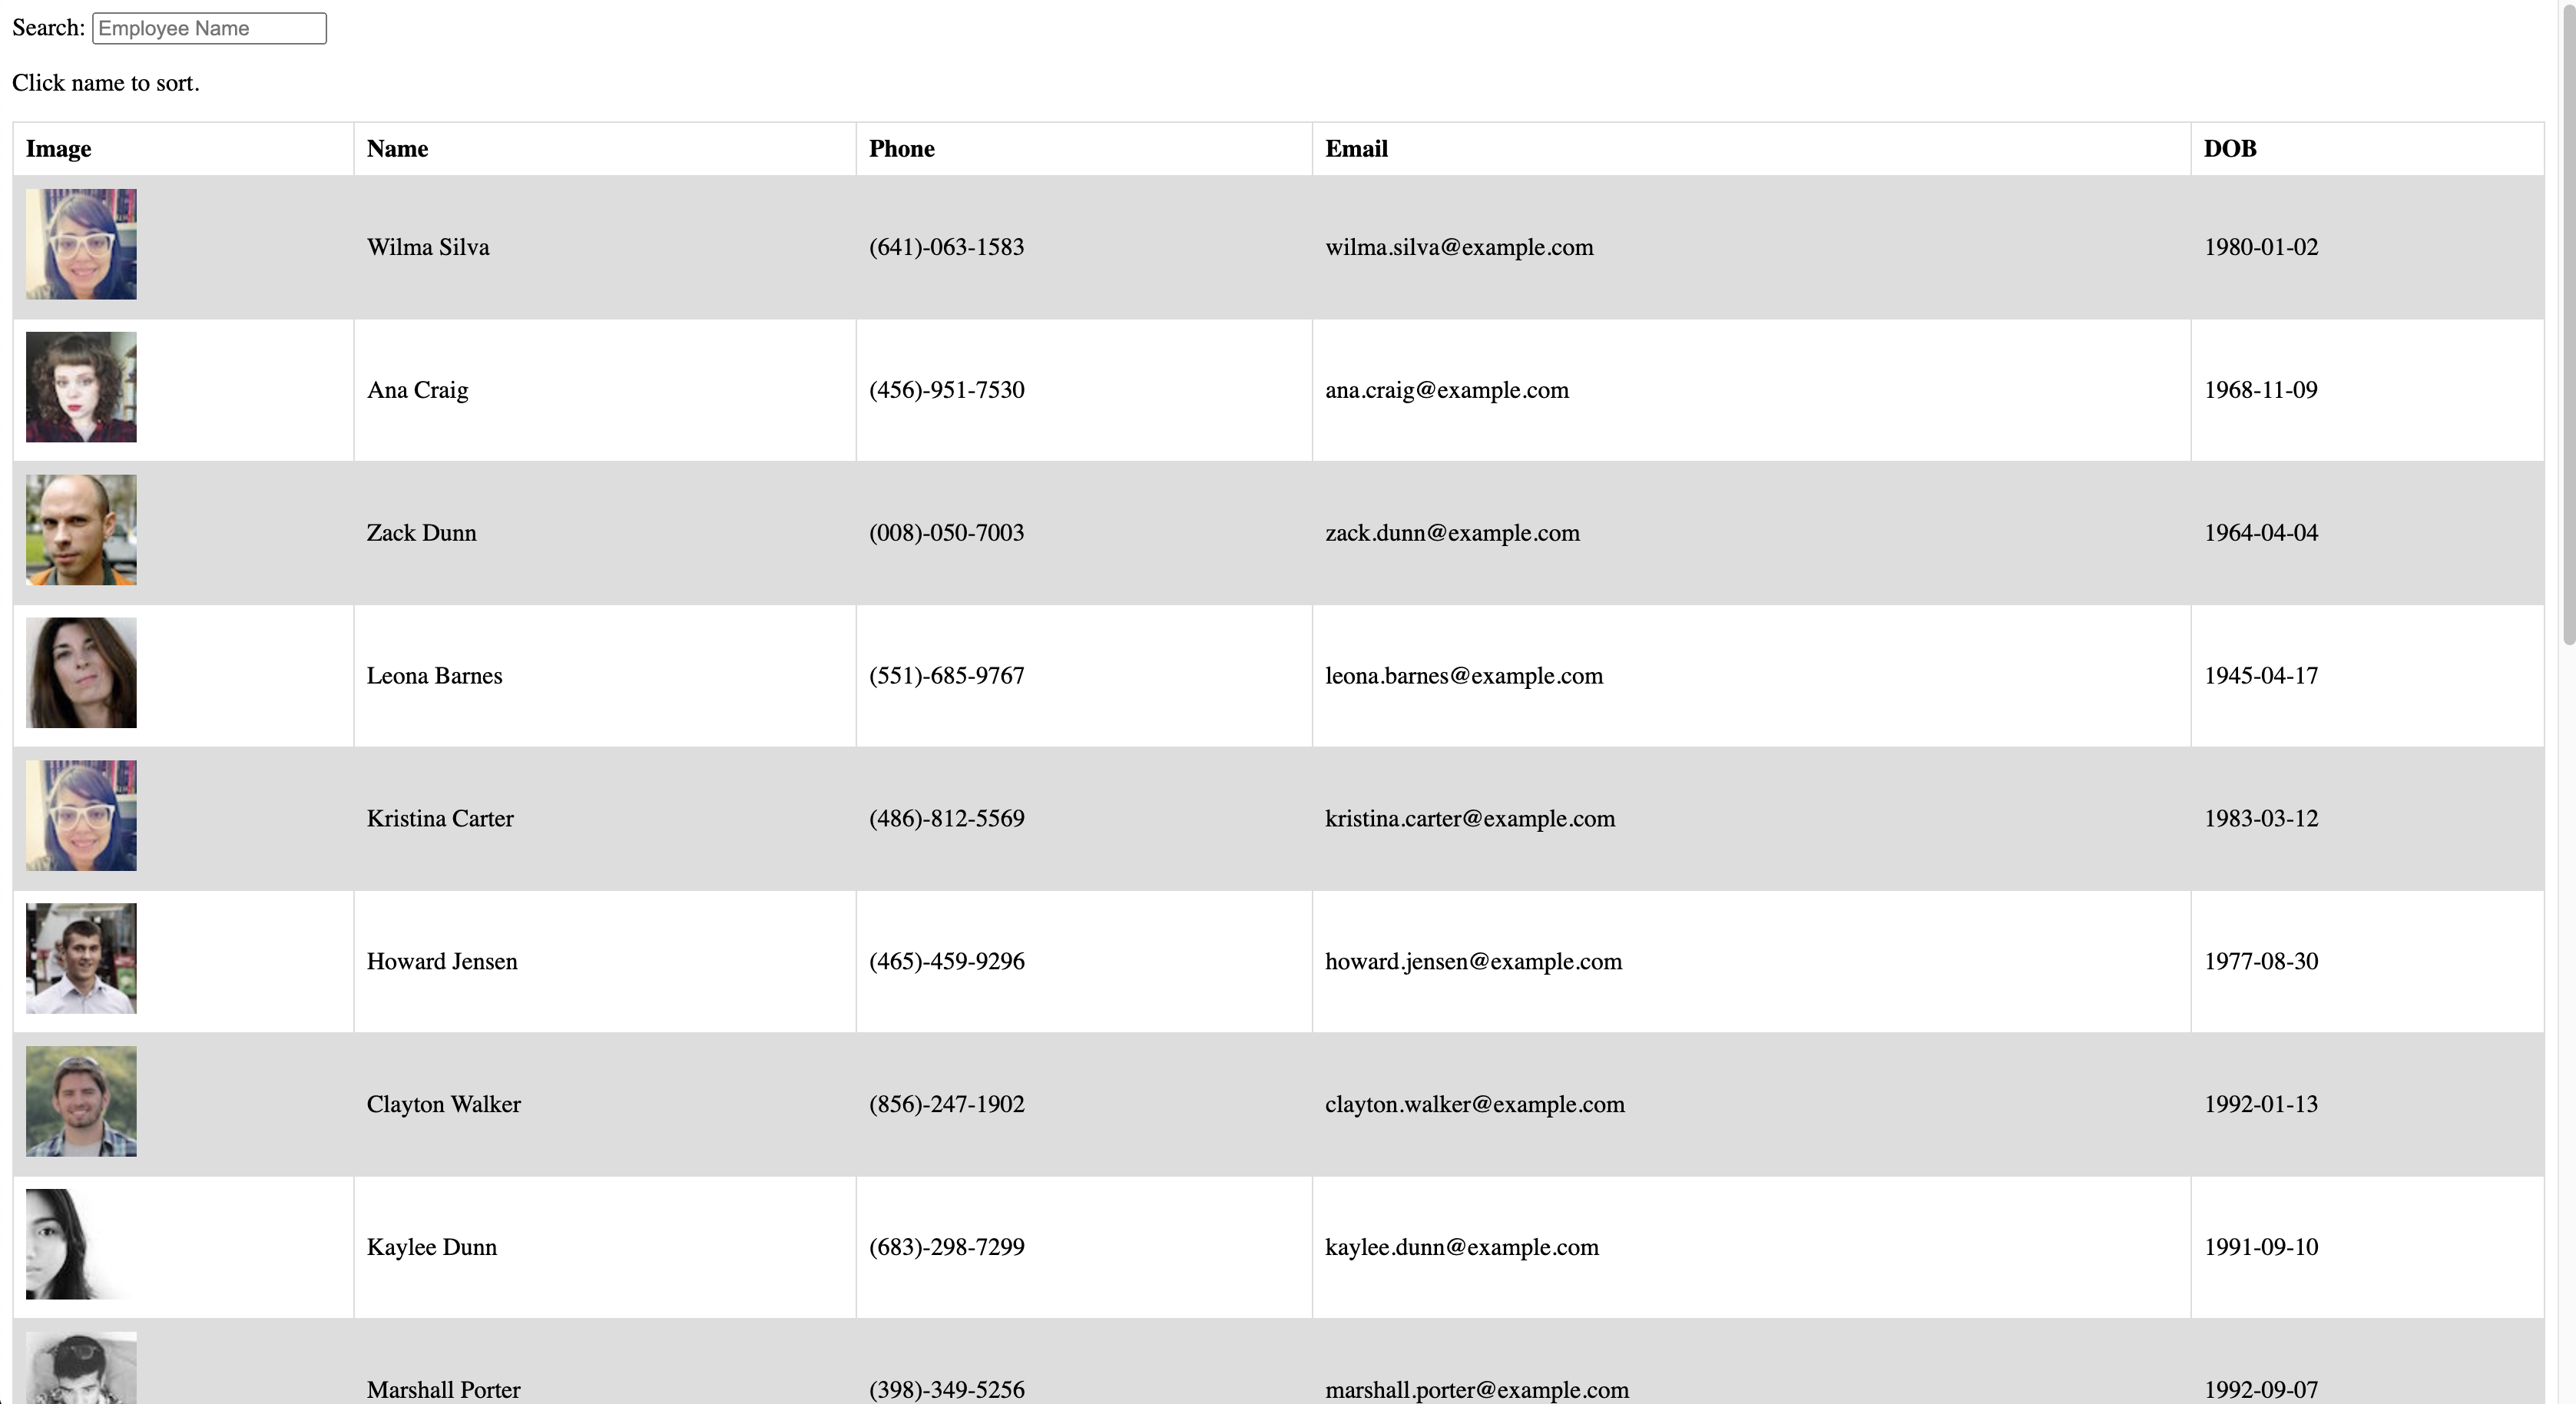 Search: Employee Name
Click name to sort.
Image Name Phone Email DOB
Wilma Silva (641)-063-1583 wilma.silva@example.com 1980-01-02
Ana Craig (456)-951-7530 ana.craig@example.com 1968-11-09
Zack Dunn (008)-050-7003 zack.dunn@example.com 1964-04-04
Leona Barnes (551)-685-9767 leona.barnes@example.com 1945-04-17
Kristina Carter (486)-812-5569 kristina.carter@example.com 1983-03-12
Howard Jensen (465)-459-9296 howard.jensen@example.com 1977-08-30
Clayton Walker (856)-247-1902 clayton.walker@example.com 1992-01-13
Kaylee Dunn (683)-298-7299 kaylee.dunn@example.com 1991-09-10
Marshall Porter (398)-349-5256 marshall.porter@example.com 1992-09-07